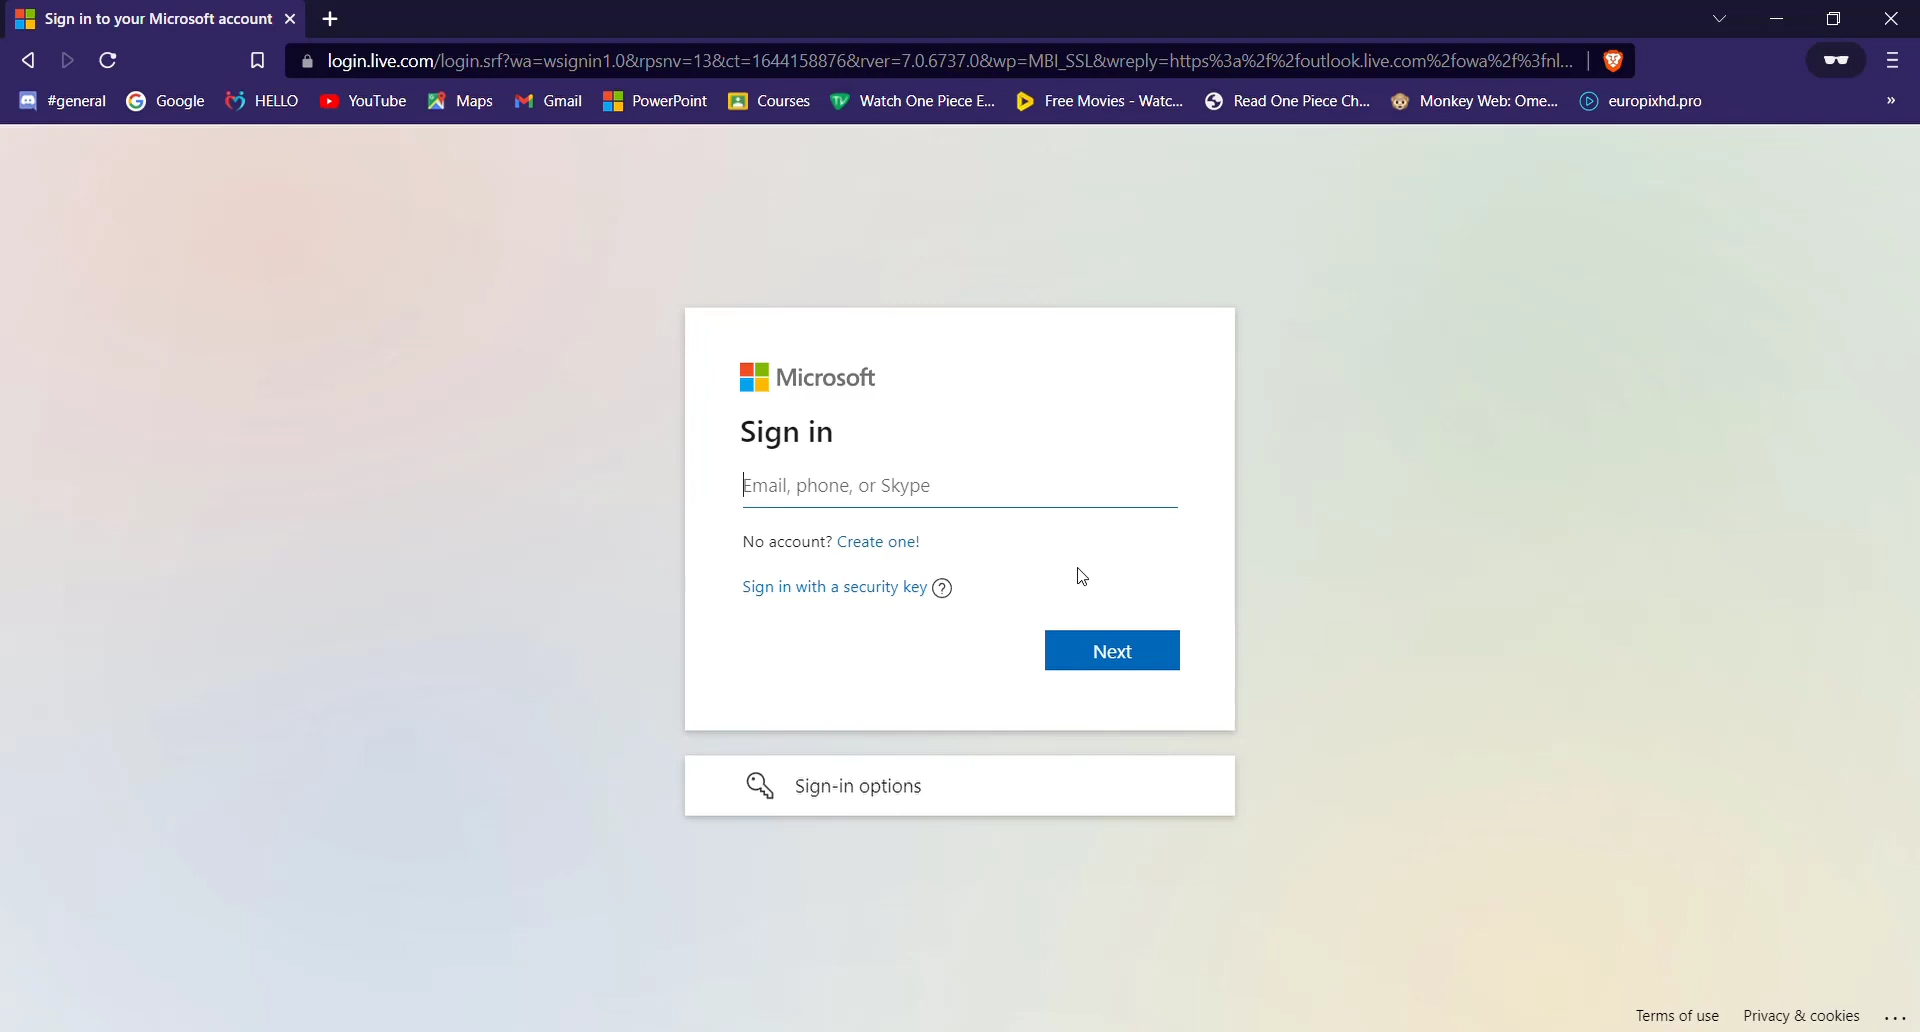 Sign in to your Microsoft account
login.live.com/login.srf?wa=wsignin1.0&rpsnv=13&ct=1644158876&rver=7.0.6737.0&wp=MBI_SSL&wreply=https%3a%2f%2foutlook.live.com%2fowa%2f%3fnl...
#general Google HELLO YouTube Maps Gmail PowerPoint Courses Watch One Piece E... Free Movies - Watc... Read One Piece Ch... Monkey Web: Ome... europixhd.pro »
Microsoft
Sign in
Email, phone, or Skype
No account? Create one!
Sign in with a security key ?
Next
Sign-in options
Terms of use Privacy & cookies ...